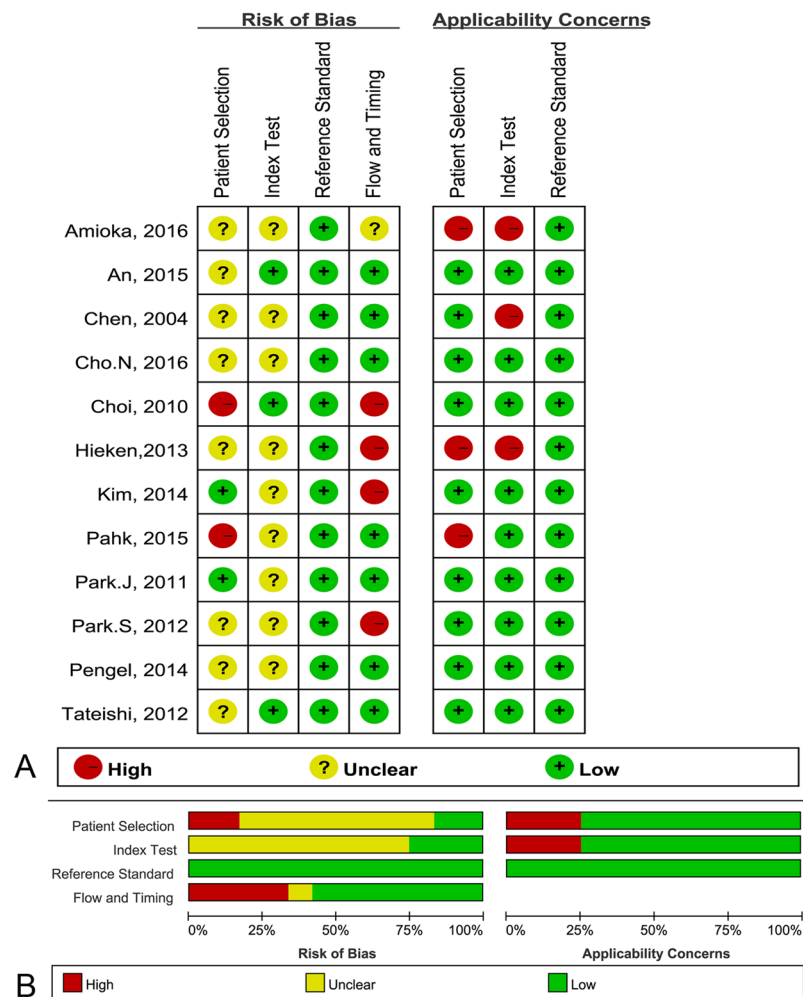 Risk of Bias
Applicability Concerns
Patient Selection
Index Test
Reference Standard
Flow and Timing
Patient Selection
Index Test
Reference Standard
Amioka, 2016 ? ? + ? - - +
An, 2015 ? + + + + + +
Chen, 2004 ? ? + + + - +
Cho.N, 2016 ? ? + + + + +
Choi, 2010 - + + - + + +
Hieken,2013 ? ? + - - - +
Kim, 2014 + ? + - + + +
Pahk, 2015 - ? + + - + +
Park.J, 2011 + ? + + + + +
Park.S, 2012 ? ? + - + + +
Pengel, 2014 ? ? + + + + +
Tateishi, 2012 ? + + + + + +
A
- High ? Unclear + Low
Patient Selection
Index Test
Reference Standard
Flow and Timing
0% 25% 50% 75% 100% 0% 25% 50% 75% 100%
Risk of Bias Applicability Concerns
B
High Unclear Low